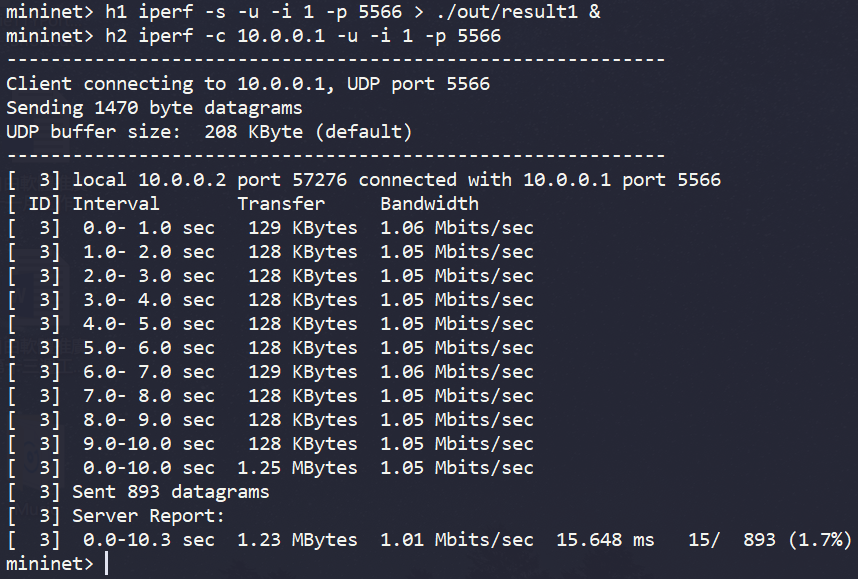 mininet> h1 iperf -s -u -i 1 -p 5566 > ./out/result1 &
mininet> h2 iperf -c 10.0.0.1 -u -i 1 -p 5566
------------------------------------------------------------
Client connecting to 10.0.0.1, UDP port 5566
Sending 1470 byte datagrams
UDP buffer size:  208 KByte (default)
------------------------------------------------------------
[  3] local 10.0.0.2 port 57276 connected with 10.0.0.1 port 5566
[ ID] Interval       Transfer     Bandwidth
[  3]  0.0- 1.0 sec   129 KBytes  1.06 Mbits/sec
[  3]  1.0- 2.0 sec   128 KBytes  1.05 Mbits/sec
[  3]  2.0- 3.0 sec   128 KBytes  1.05 Mbits/sec
[  3]  3.0- 4.0 sec   128 KBytes  1.05 Mbits/sec
[  3]  4.0- 5.0 sec   128 KBytes  1.05 Mbits/sec
[  3]  5.0- 6.0 sec   128 KBytes  1.05 Mbits/sec
[  3]  6.0- 7.0 sec   129 KBytes  1.06 Mbits/sec
[  3]  7.0- 8.0 sec   128 KBytes  1.05 Mbits/sec
[  3]  8.0- 9.0 sec   128 KBytes  1.05 Mbits/sec
[  3]  9.0-10.0 sec   128 KBytes  1.05 Mbits/sec
[  3]  0.0-10.0 sec  1.25 MBytes  1.05 Mbits/sec
[  3] Sent 893 datagrams
[  3] Server Report:
[  3]  0.0-10.3 sec  1.23 MBytes  1.01 Mbits/sec  15.648 ms   15/  893 (1.7%)
mininet>